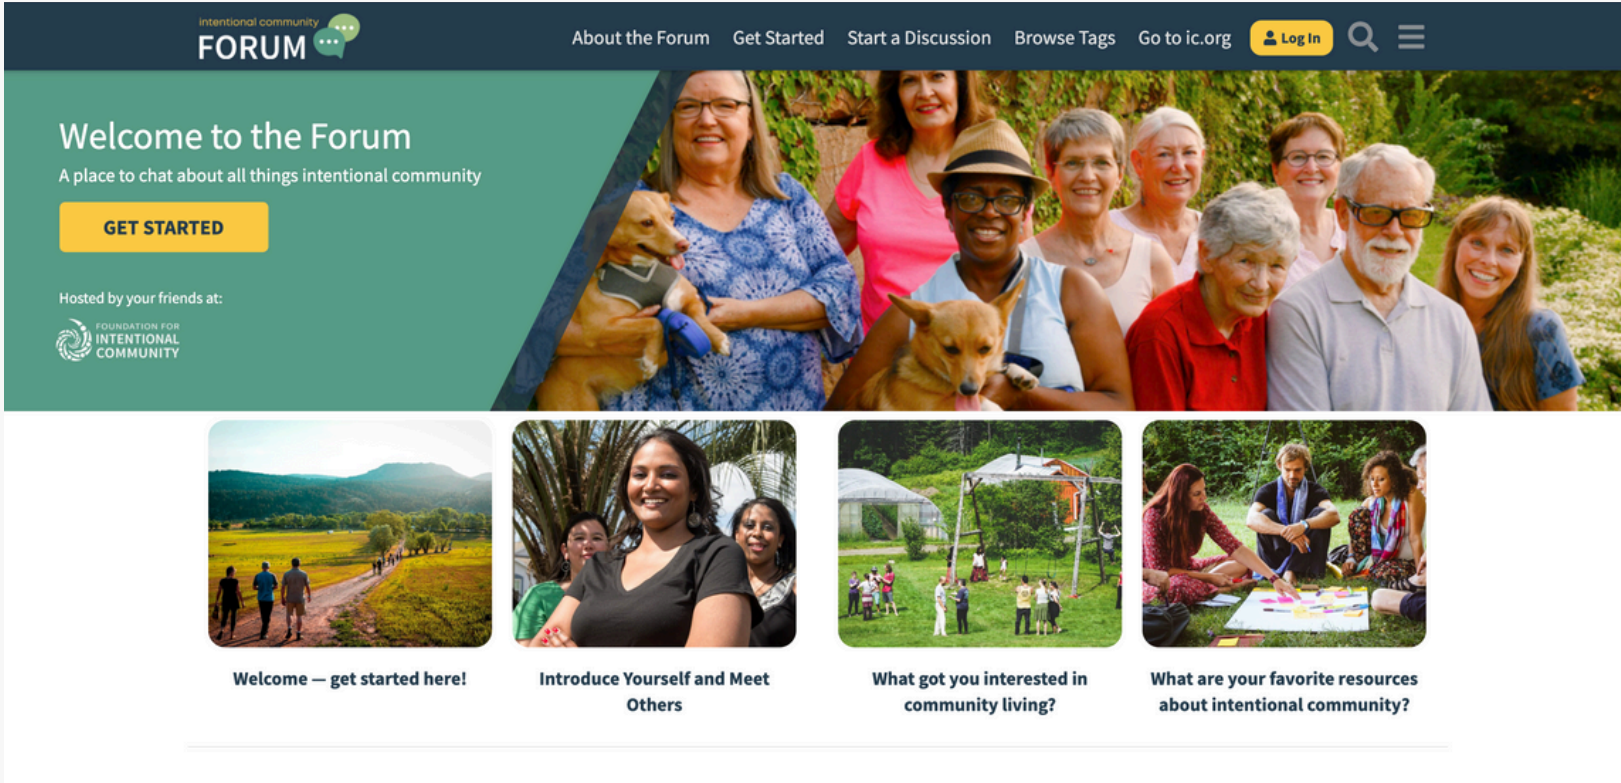 intentional community
FORUM
About the Forum Get Started Start a Discussion Browse Tags Go to ic.org Log In
Welcome to the Forum
A place to chat about all things intentional community
GET STARTED
Hosted by your friends at:
FOUNDATION FOR
INTENTIONAL
COMMUNITY
Welcome — get started here!
Introduce Yourself and Meet
Others
What got you interested in
community living?
What are your favorite resources
about intentional community?